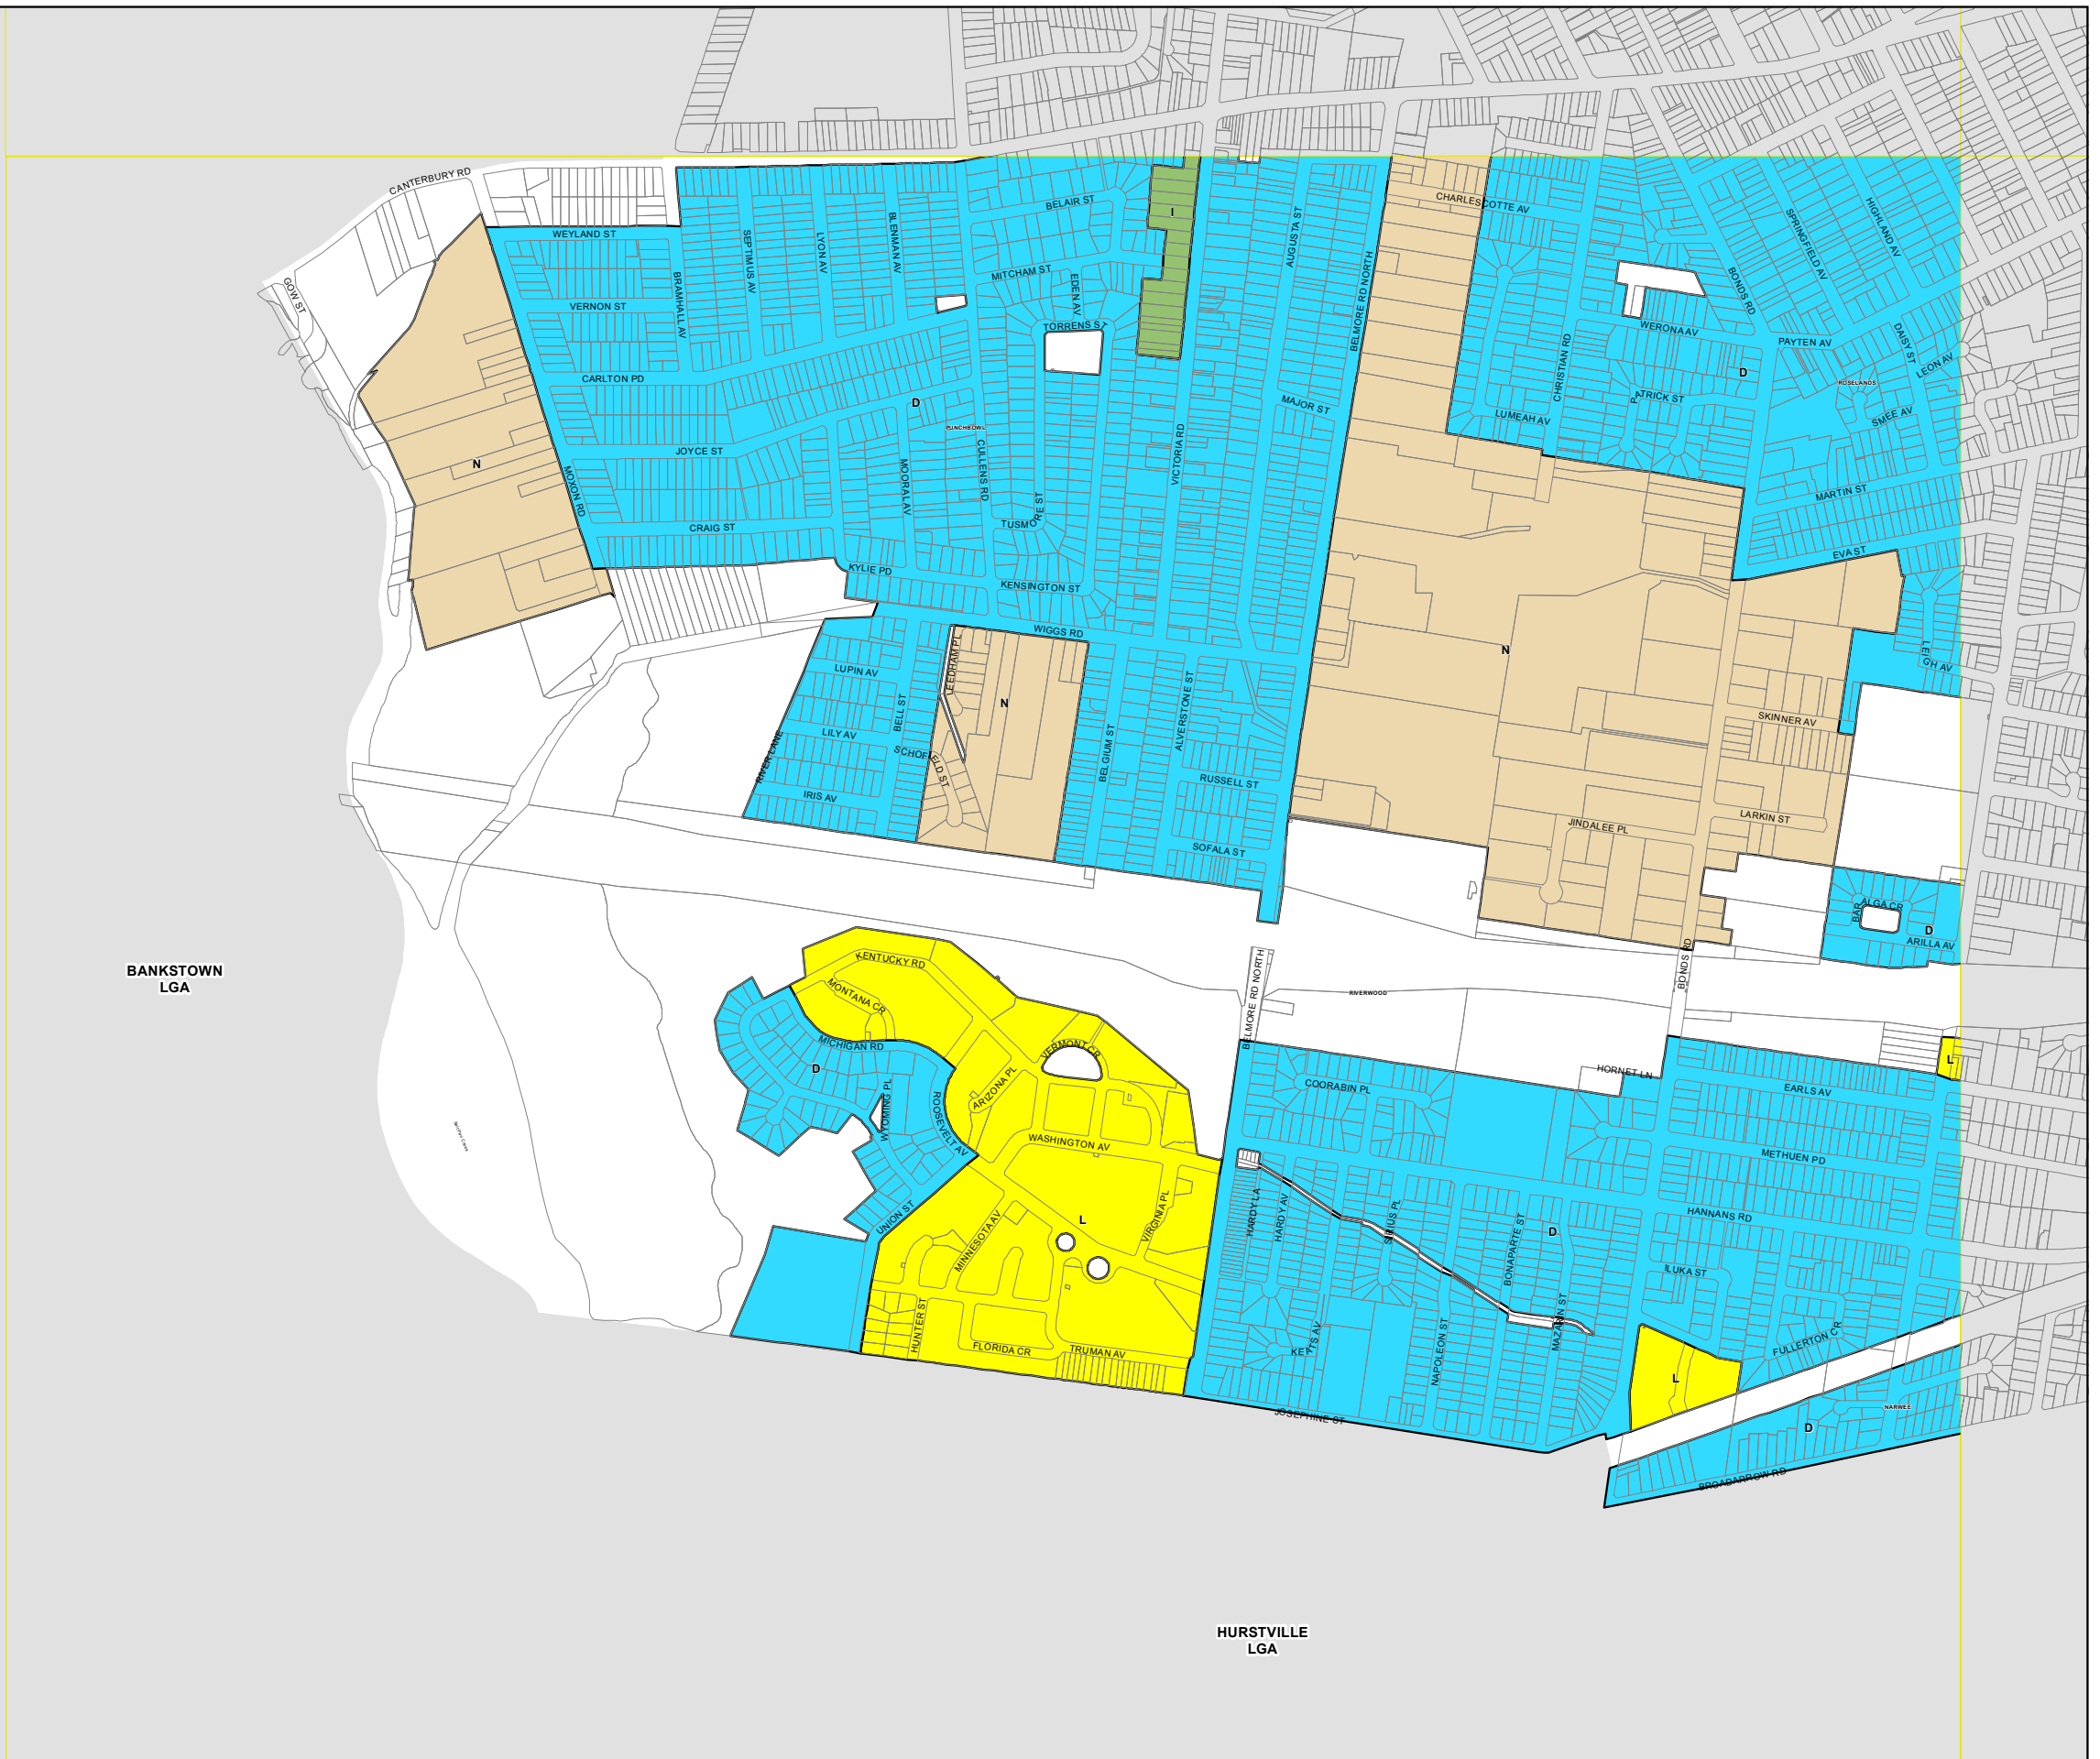 CANTERBURY RD
GOW ST
WEYLAND ST
SEPTIMUS AV
LYON AV
BLENMAN AV
BELAIR ST
I
AUGUSTA ST
CHARLESCOTTE AV
SPRINGFIELD AV
HIGHLAND AV
VERNON ST
BRAMHALL AV
MITCHAM ST
EDEN AV
TORRENS ST
BELMORE RD NORTH
BONDS RD
WERONA AV
PAYTEN AV
DAISY ST
LEON AV
CARLTON PD
D
PUNCHBOWL
MAJOR ST
CHRISTIAN RD
PATRICK ST
D
ROSELANDS
SMEE AV
LUMEAH AV
JOYCE ST
N
MOXON RD
MOORAL AV
CULLENS RD
VICTORIA RD
MARTIN ST
CRAIG ST
TUSMORE ST
EVA ST
KYLIE PD
KENSINGTON ST
WIGGS RD
LEEDHAM PL
N
N
LEIGH AV
LUPIN AV
BELL ST
ALVERSTONE ST
SKINNER AV
LILY AV
RIVER LANE
SCHOFIELD ST
BELGIUM ST
RUSSELL ST
IRIS AV
LARKIN ST
JINDALEE PL
SOFALA ST
BARALGA CR
D
ARILLA AV
BANKSTOWN
LGA
KENTUCKY RD
MONTANA CR
BELMORE RD NORTH
RIVERWOOD
BONDS RD
MICHIGAN RD
D
VERMONT CR
ARIZONA PL
WYOMING PL
ROOSEVELT AV
COORABIN PL
HORNET LN
L
EARLS AV
WASHINGTON AV
METHUEN PD
UNION ST
MINNESOTA AV
L
VIRGINIA PL
HARDY LA
HARDY AV
SIRIUS PL
BONAPARTE ST
D
HANNANS RD
ILUKA ST
HUNTER ST
FLORIDA CR
TRUMAN AV
KEATS AV
NAPOLEON ST
MAZARIN ST
FULLERTON CR
L
JOSEPHINE ST
D
NARWEE
BROADARROW RD
HURSTVILLE
LGA